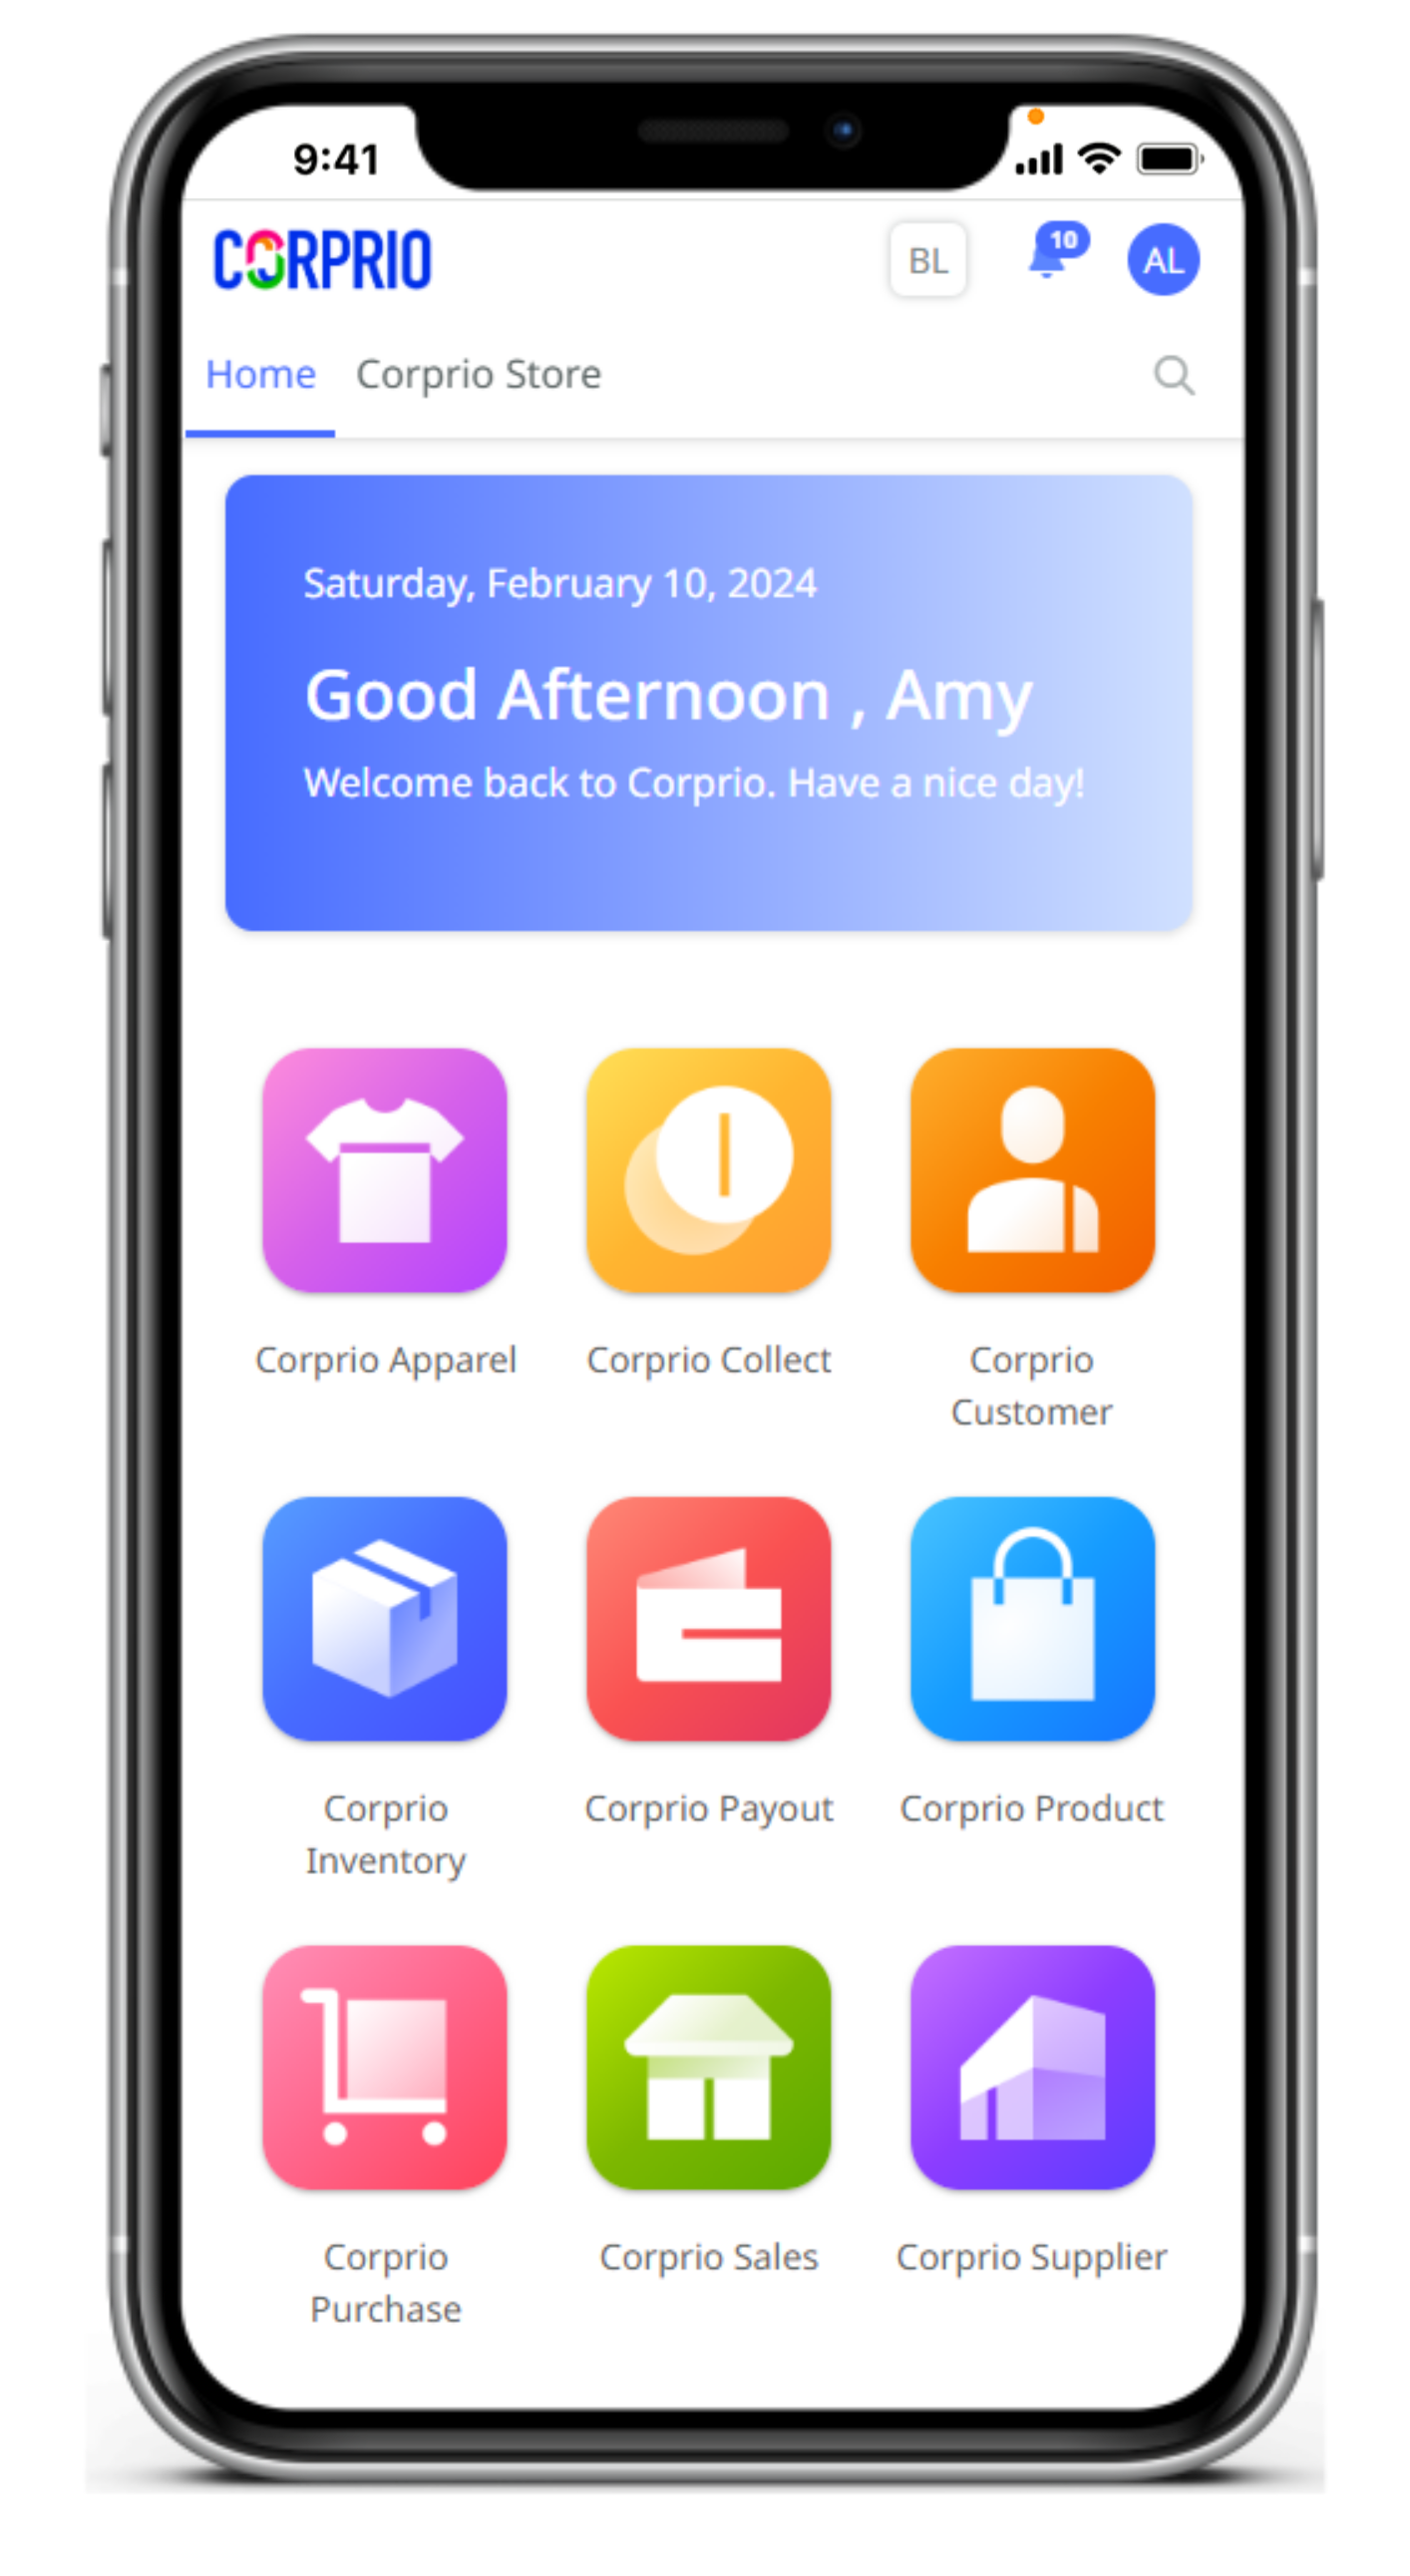 9:41
CORPRIO
BL
10
AL
Home
Corprio Store
Saturday, February 10, 2024
Good Afternoon , Amy
Welcome back to Corprio. Have a nice day!
Corprio Apparel
Corprio Collect
Corprio
Customer
Corprio
Inventory
Corprio Payout
Corprio Product
Corprio
Purchase
Corprio Sales
Corprio Supplier